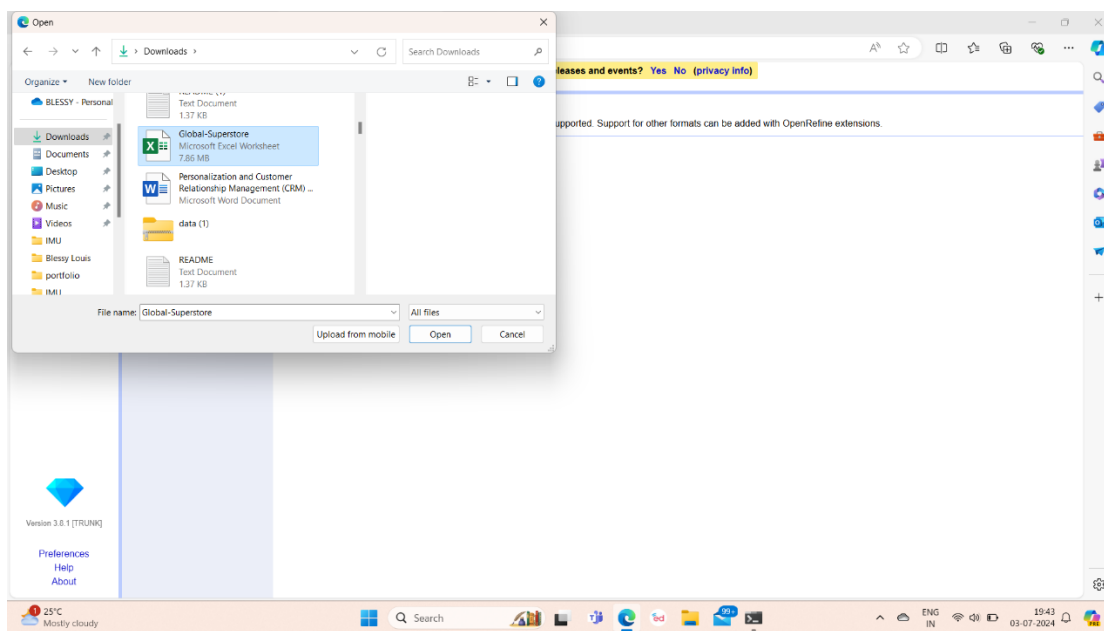 Open
Downloads
Search Downloads
Organize
New folder
BLESSY - Personal
Downloads
Documents
Desktop
Pictures
Music
Videos
IMU
Blessy Louis
portfolio
IMU
Text Document
1.37 KB
Global-Superstore
Microsoft Excel Worksheet
7.86 MB
Personalization and Customer
Relationship Management (CRM) ...
Microsoft Word Document
data (1)
README
Text Document
1.37 KB
File name: Global-Superstore
All files
Upload from mobile
Open
Cancel
leases and events? Yes No (privacy info)
upported. Support for other formats can be added with OpenRefine extensions.
Version 3.8.1 [TRUNK]
Preferences
Help
About
1
25°C
Mostly cloudy
Search
99+
ENG
IN
19:43
03-07-2024